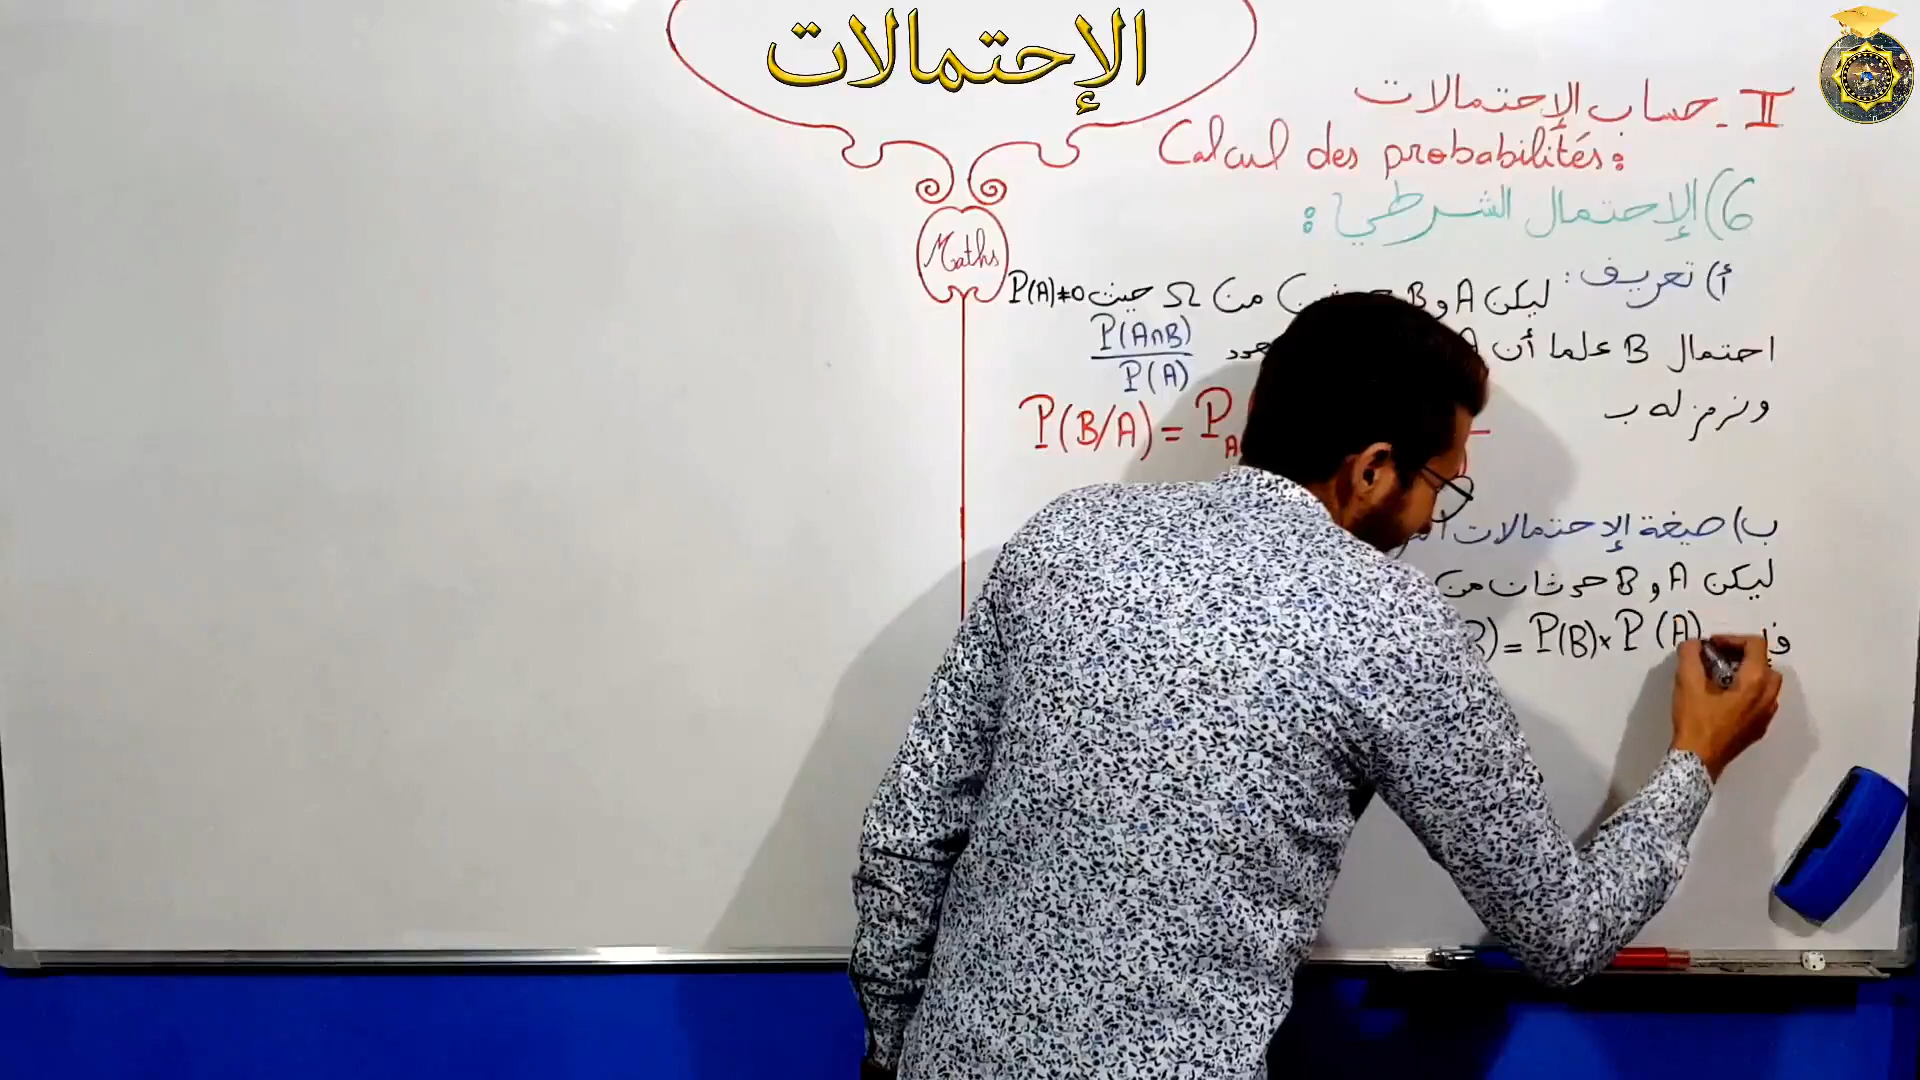 الإحتمالات
II - حساب الإحتمالات
Calcul des probabilités:
6) الإحتمال الشرطي:
Maths
أ) تعريف: ليكن A و B من Ω حيث P(A)≠0
احتمال B علما أن P(A∩B)/P(A)
ونرمز له ب
P(B/A) = P_A
ب) صيغة الإحتمالات
ليكن A و B حدثان من
B) = P(B) × P (A)